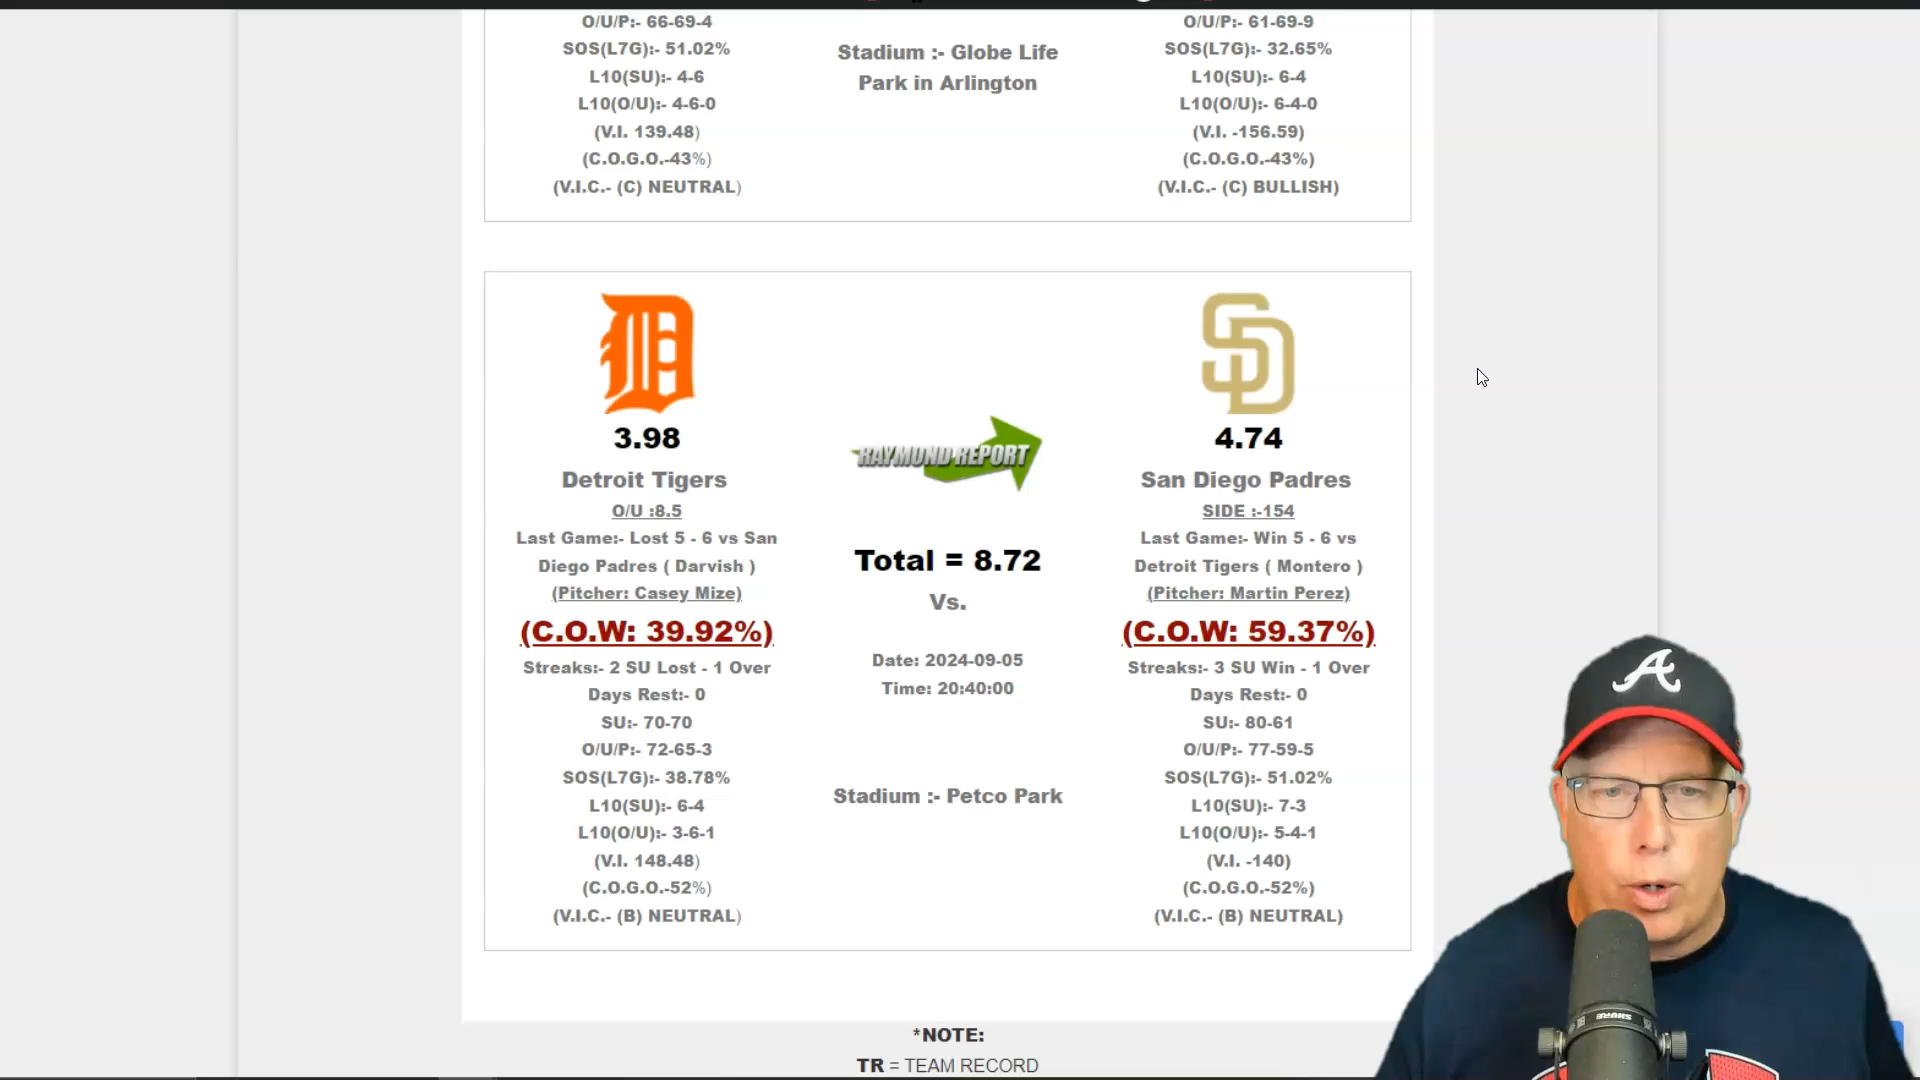 O/U/P:- 66-69-4
SOS(L7G):- 51.02%
L10(SU):- 4-6
L10(O/U):- 4-6-0
(V.I. 139.48)
(C.O.G.O.-43%)
(V.I.C.- (C) NEUTRAL)
Stadium :- Globe Life
Park in Arlington
O/U/P:- 61-69-9
SOS(L7G):- 32.65%
L10(SU):- 6-4
L10(O/U):- 6-4-0
(V.I. -156.59)
(C.O.G.O.-43%)
(V.I.C.- (C) BULLISH)
D
3.98
Detroit Tigers
O/U :8.5
Last Game:- Lost 5 - 6 vs San
Diego Padres ( Darvish )
(Pitcher: Casey Mize)
(C.O.W: 39.92%)
Streaks:- 2 SU Lost - 1 Over
Days Rest:- 0
SU:- 70-70
O/U/P:- 72-65-3
SOS(L7G):- 38.78%
L10(SU):- 6-4
L10(O/U):- 3-6-1
(V.I. 148.48)
(C.O.G.O.-52%)
(V.I.C.- (B) NEUTRAL)
RAYMOND REPORT
Total = 8.72
Vs.
Date: 2024-09-05
Time: 20:40:00
Stadium :- Petco Park
SD
4.74
San Diego Padres
SIDE :-154
Last Game:- Win 5 - 6 vs
Detroit Tigers ( Montero )
(Pitcher: Martin Perez)
(C.O.W: 59.37%)
Streaks:- 3 SU Win - 1 Over
Days Rest:- 0
SU:- 80-61
O/U/P:- 77-59-5
SOS(L7G):- 51.02%
L10(SU):- 7-3
L10(O/U):- 5-4-1
(V.I. -140)
(C.O.G.O.-52%)
(V.I.C.- (B) NEUTRAL)
*NOTE:
TR = TEAM RECORD
A
SHURE